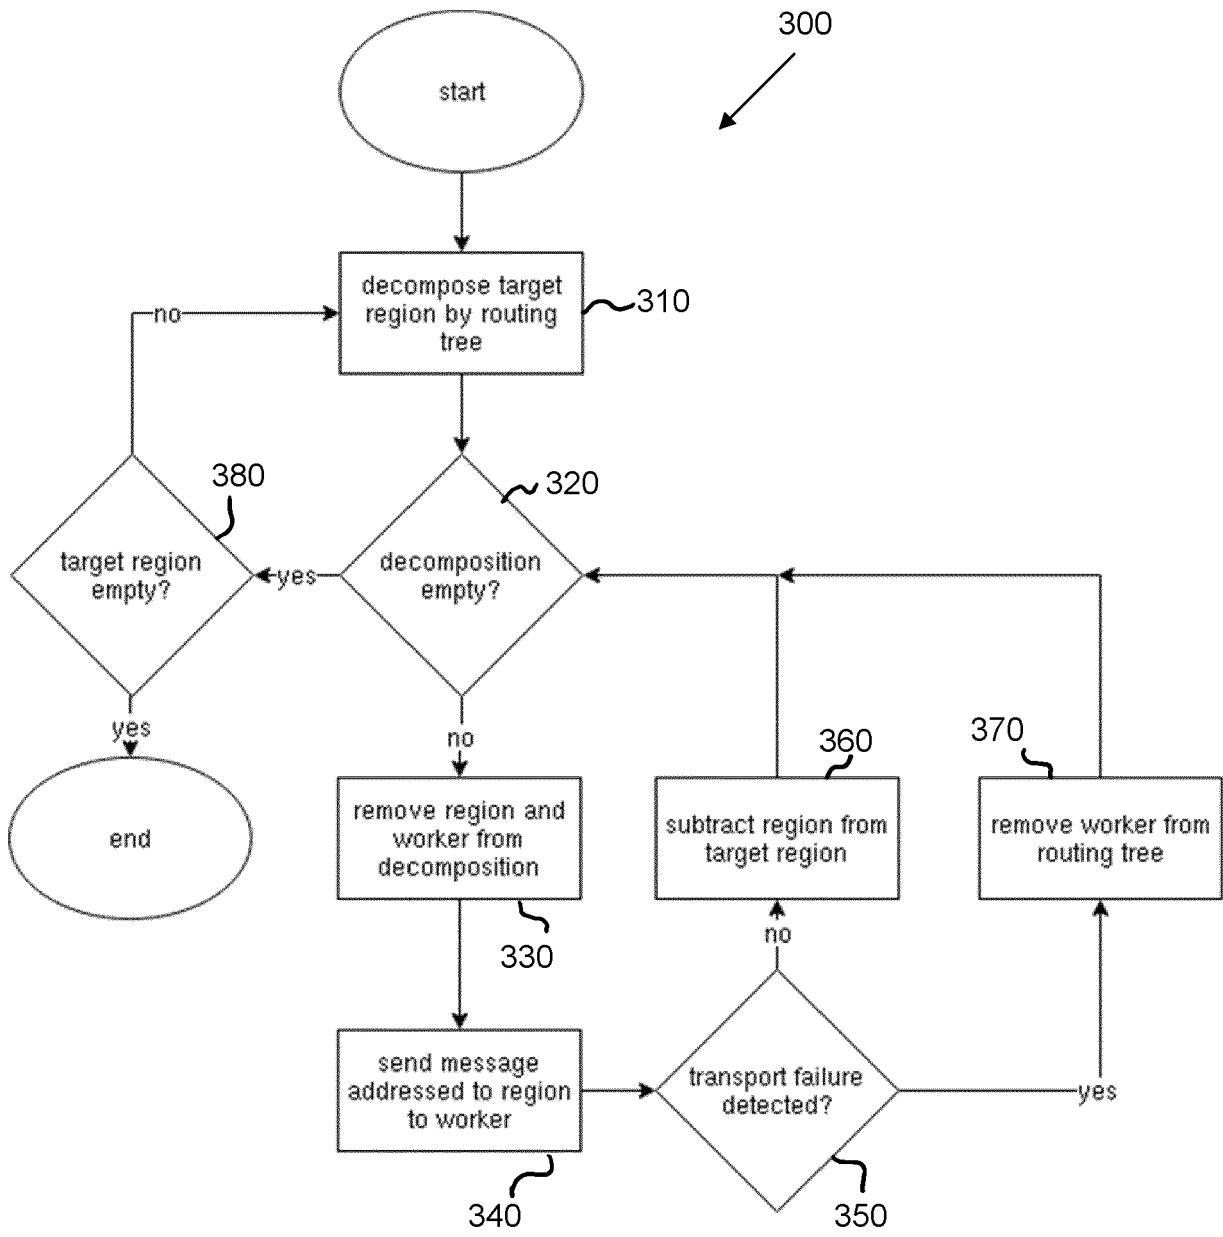 300
start
decompose target
region by routing
tree
310
no
380
320
target region
empty?
yes
decomposition
empty?
yes
no
end
remove region and
worker from
decomposition
330
360
subtract region from
target region
370
remove worker from
routing tree
no
send message
addressed to region
to worker
340
transport failure
detected?
yes
350